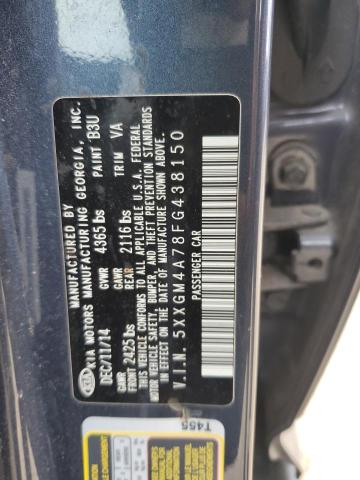 KIA
MANUFACTURED BY
KIA MOTORS MANUFACTURING GEORGIA, INC.
DEC/11/14 GVWR 4365 lbs PAINT B3U
GAWR GAWR
FRONT 2425 lbs REAR 2116 lbs TRIM VA
THIS VEHICLE CONFORMS TO ALL APPLICABLE U.S.A. FEDERAL
MOTOR VEHICLE SAFETY, BUMPER, AND THEFT PREVENTION STANDARDS
IN EFFECT ON THE DATE OF MANUFACTURE SHOWN ABOVE.
V.I.N. 5XXGM4A78FG438150
PASSENGER CAR
T455